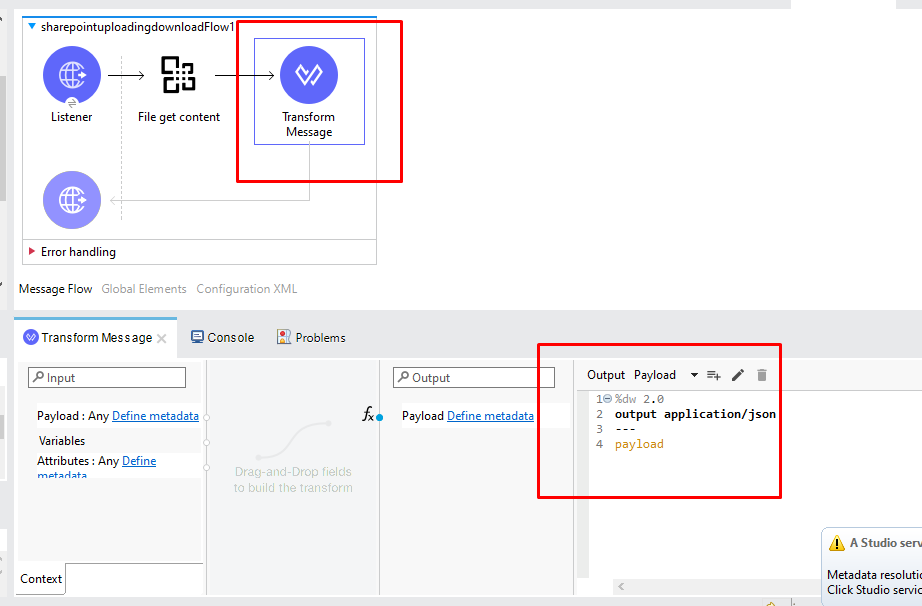 sharepointuploadingdownloadFlow1
Listener
File get content
Transform
Message
Error handling
Message Flow Global Elements Configuration XML
Transform Message Console Problems
Input
Output
Output Payload
Payload : Any Define metadata
Variables
Attributes : Any Define
metadata
fx
Drag-and-Drop fields
to build the transform
Payload Define metadata
1 %dw 2.0
2 output application/json
3 ---
4 payload
Context
A Studio serv
Metadata resolutio
Click Studio servic